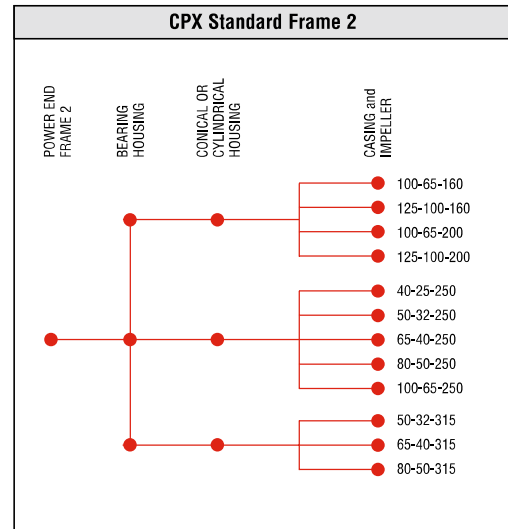 CPX Standard Frame 2
POWER END
FRAME 2
BEARING
HOUSING
CONICAL OR
CYLINDRICAL
HOUSING
CASING and
IMPELLER
100-65-160
125-100-160
100-65-200
125-100-200
40-25-250
50-32-250
65-40-250
80-50-250
100-65-250
50-32-315
65-40-315
80-50-315